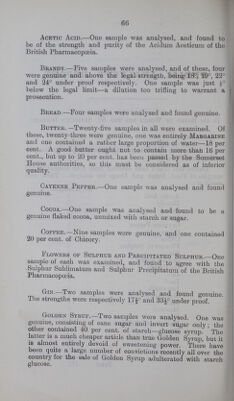 66
ACETIC ACID.—One sample was analysed, and found to
be of the strength and purity of the Acidum Aceticum of the
British Pharmacopœia.
BRANDY.—Five samples were analysed, and of these, four
were genuine and above the legal strength, being 18°, 20°, 23°
and 24° under proof respectively. One sample was just ½°
below the legal limit—a dilution too trifling to warrant a
prosecution.
BREAD.—Four samples were analysed and found genuine.
BUTTER.—Twenty-five samples in all were examined. Of
these, twenty-three were genuine, one was entirely MARGARINE
and one contained a rather large proportion of water—18 per
cent. A good butter ought not to contain more than 16 per
cent., but up to 20 per cent. has been passed by the Somerset
House authorities, so this must be considered as of inferior
quality.
CAYENNE PEPPER.—One sample was analysed and found
genuine.
COCOA.—One sample was analysed and found to be a
genuine flaked cocoa, unmixed with starch or sugar.
COFFEE.—Nine samples were genuine, and one contained
20 per cent. of Chicory.
FLOWERS OF SULPHUR AND PRECIPITATED SULPHUR.—One
sample of each was examined, and found to agree with the
Sulphur Sublimatum and Sulphur Precipitatum of the British
Pharmacopœia.
GIN.—Two samples were analysed and found genuine.
The strengths were respectively 17½° and 33½° under proof.
GOLDEN SYRUP.—Two samples were analysed. One was
genuine, consisting of cane sugar and invert sugar only; the
other contained 40 per cent. of starch—glucose syrup. The
latter is a much cheaper article than true Golden Syrup, but it
is almost entirely devoid of sweetening power. There have
been quite a large number of convictions recently all over the
country for the sale of Golden Syrup adulterated with starch
glucose.